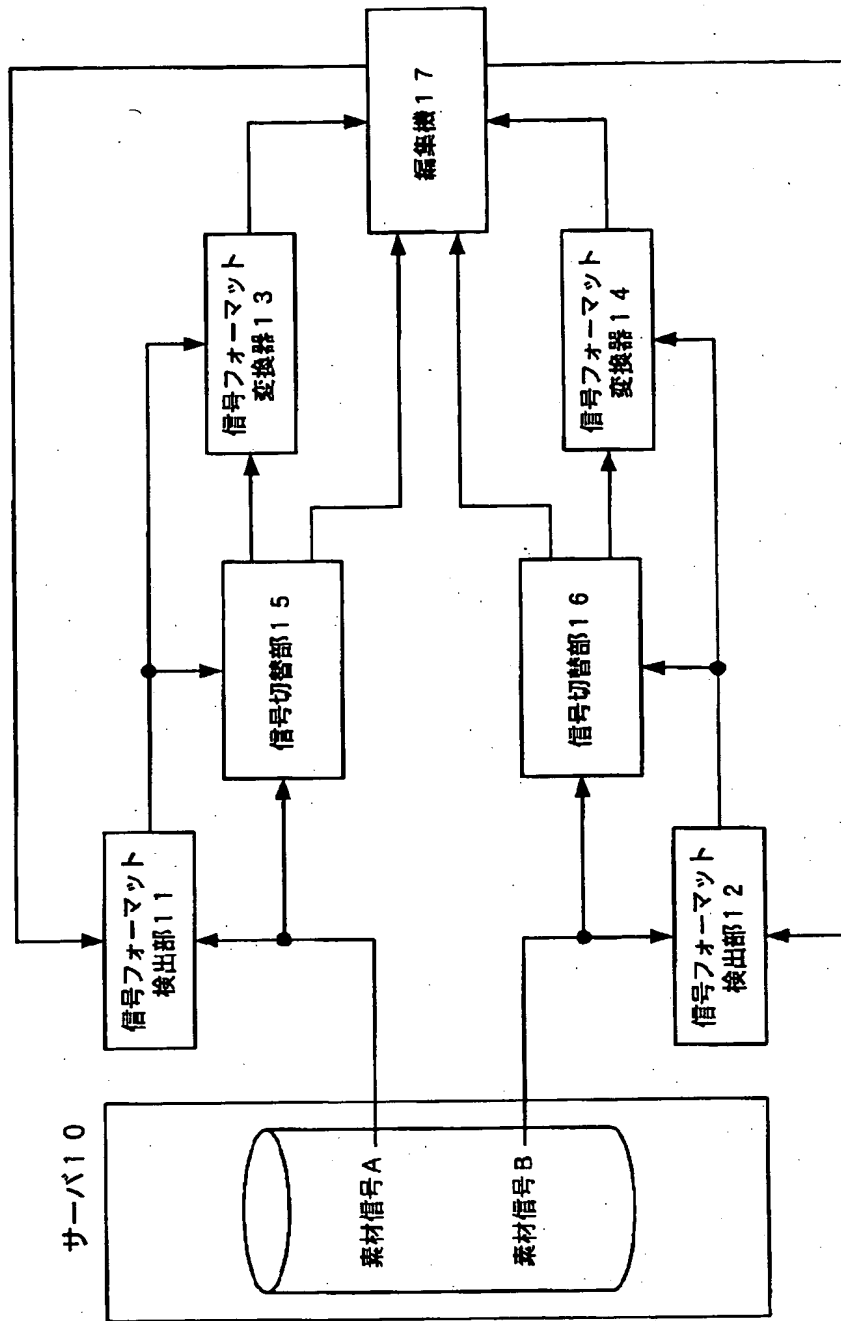 サーバ10
素材信号A
素材信号B
信号フォーマット
検出部11
信号フォーマット
検出部12
信号切替部15
信号切替部16
信号フォーマット
変換器13
信号フォーマット
変換器14
編集機17